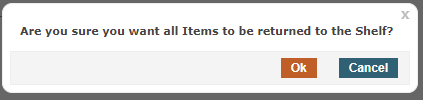 x
Are you sure you want all Items to be returned to the Shelf?
Ok Cancel